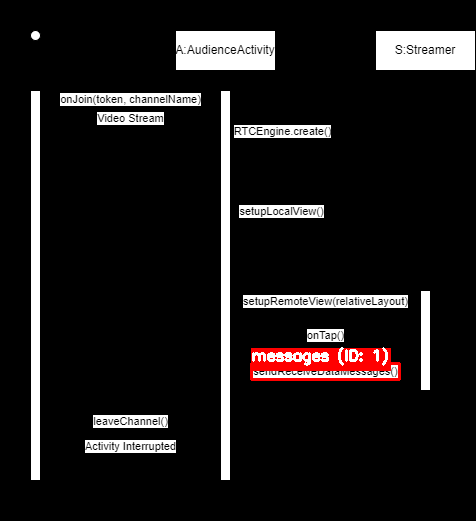 A:AudienceActivity
S:Streamer
onJoin(token, channelName)
Video Stream
RTCEngine.create()
setupLocalView()
setupRemoteView(relativeLayout)
onTap()
messages (ID: 1)
sendReceiveDataMessages()
leaveChannel()
Activity Interrupted